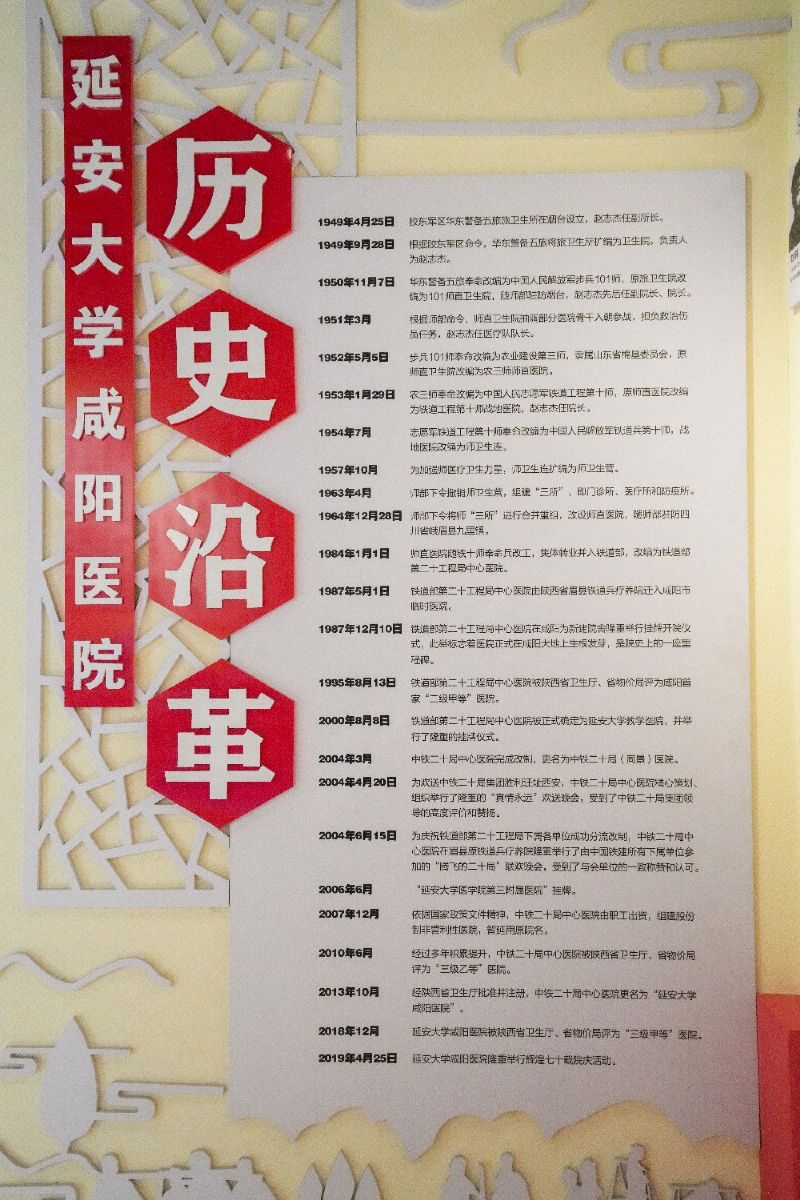 延安大学咸阳医院
历史沿革
1949年4月25日 胶东军区华东警备五旅旅卫生所在烟台设立，赵志杰任副所长。
1949年9月28日 根据胶东军区命令，华东警备五旅将旅卫生所扩编为卫生院，负责人
为赵志杰。
1950年11月7日 华东警备五旅奉命改编为中国人民解放军步兵101师，原旅卫生院改
编为101师直卫生院，随师部驻防烟台，赵志杰先后任副院长、院长。
1951年3月 根据师部命令，师直卫生院抽调部分医院骨干入朝参战，担负救治伤
员任务，赵志杰任医疗队队长。
1952年5月5日 步兵101师奉命改编为农业建设第三师，隶属山东省棉垦委员会，原
师直卫生院改编为农三师师直医院。
1953年1月29日 农三师奉命改编为中国人民志愿军铁道工程第十师，原师直医院改编
为铁道工程第十师战地医院，赵志杰任院长。
1954年7月 志愿军铁道工程第十师奉命改编为中国人民解放军铁道兵第十师，战
地医院改编为师卫生连。
1957年10月 为加强师医疗卫生力量，师卫生连扩编为师卫生营。
1963年4月 师部下令撤销师卫生营，组建“三所”，即门诊所、医疗所和防疫所。
1964年12月28日 师部下令将师“三所”进行合并重组，改设师直医院，随师部驻防四
川省峨眉县九里镇。
1984年1月1日 师直医院随铁十师奉命兵改工，集体转业并入铁道部，改编为铁道部
第二十工程局中心医院。
1987年5月1日 铁道部第二十工程局中心医院由陕西省眉县铁道兵疗养院迁入咸阳市
临时医院。
1987年12月10日 铁道部第二十工程局中心医院在咸阳为新建院舍隆重举行挂牌开院仪
式，此举标志着医院正式在咸阳大地上生根发芽，是院史上的一座里
程碑。
1995年8月13日 铁道部第二十工程局中心医院被陕西省卫生厅、省物价局评为咸阳首
家“二级甲等”医院。
2000年8月8日 铁道部第二十工程局中心医院被正式确定为延安大学教学医院，并举
行了隆重的挂牌仪式。
2004年3月 中铁二十局中心医院完成改制，更名为中铁二十局（同景）医院。
2004年4月20日 为欢送中铁二十局集团胜利迁址西安，中铁二十局中心医院精心策划、
组织举行了隆重的“真情永远”欢送晚会，受到了中铁二十局集团领
导的高度评价和赞扬。
2004年6月15日 为庆祝铁道部第二十工程局下属各单位成功分流改制，中铁二十局中
心医院在眉县原铁道兵疗养院隆重举行了由中国铁建所有下属单位参
加的“腾飞的二十局”联欢晚会，受到了与会单位的一致称赞和认可。
2006年6月 “延安大学医学院第三附属医院”挂牌。
2007年12月 依据国家政策文件精神，中铁二十局中心医院由职工出资，组建股份
制非营利性医院，暂延用原院名。
2010年6月 经过多年积累提升，中铁二十局中心医院被陕西省卫生厅、省物价局
评为“三级乙等”医院。
2013年10月 经陕西省卫生厅批准并注册，中铁二十局中心医院更名为“延安大学
咸阳医院”。
2018年12月 延安大学咸阳医院被陕西省卫生厅、省物价局评为“三级甲等”医院。
2019年4月25日 延安大学咸阳医院隆重举行辉煌七十载院庆活动。